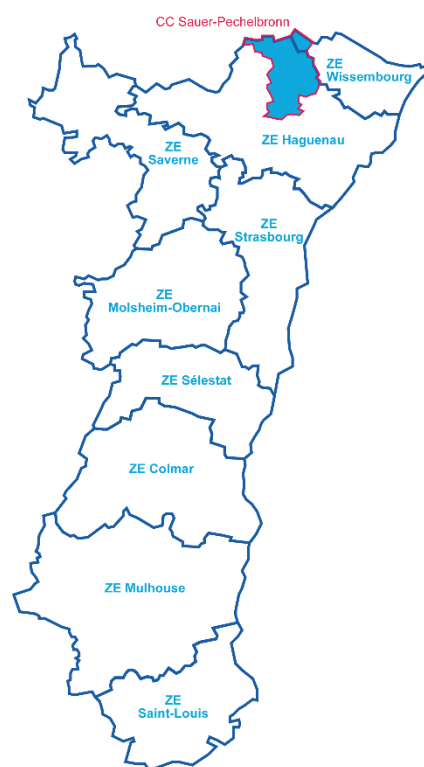 CC Sauer-Pechelbronn
ZE
Wissembourg
ZE Haguenau
ZE
Saverne
ZE
Strasbourg
ZE
Molsheim-Obernai
ZE Sélestat
ZE Colmar
ZE Mulhouse
ZE
Saint-Louis